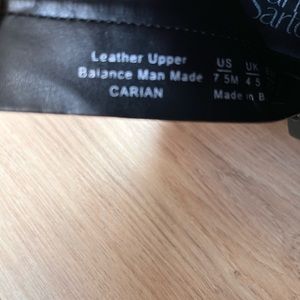 Leather Upper US UK
Balance Man Made 7 5M 4 5
CARIAN Made in B